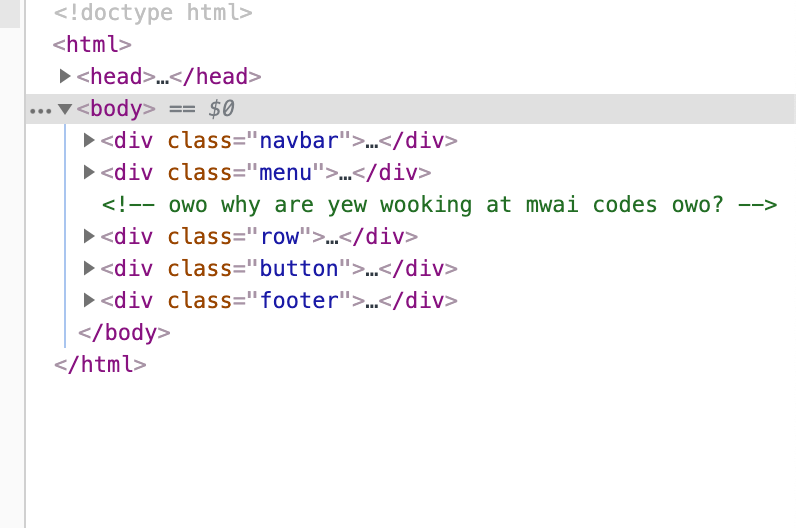 <!doctype html>
<html>
<head>…</head>
… <body> == $0
<div class="navbar">…</div>
<div class="menu">…</div>
<!-- owo why are yew wooking at mwai codes owo? -->
<div class="row">…</div>
<div class="button">…</div>
<div class="footer">…</div>
</body>
</html>